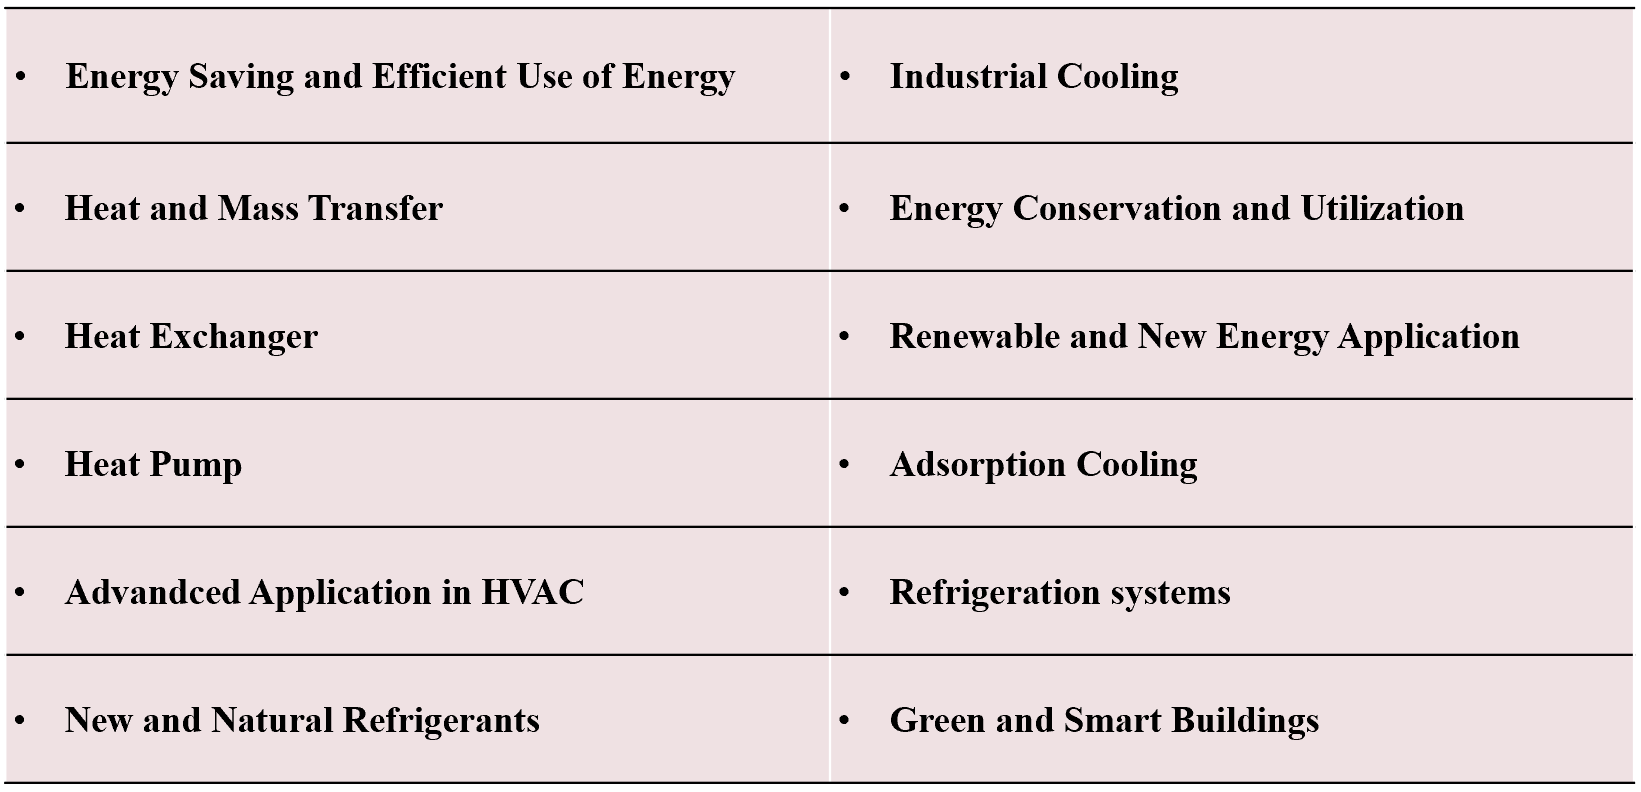 • Energy Saving and Efficient Use of Energy
• Industrial Cooling
• Heat and Mass Transfer
• Energy Conservation and Utilization
• Heat Exchanger
• Renewable and New Energy Application
• Heat Pump
• Adsorption Cooling
• Advandced Application in HVAC
• Refrigeration systems
• New and Natural Refrigerants
• Green and Smart Buildings